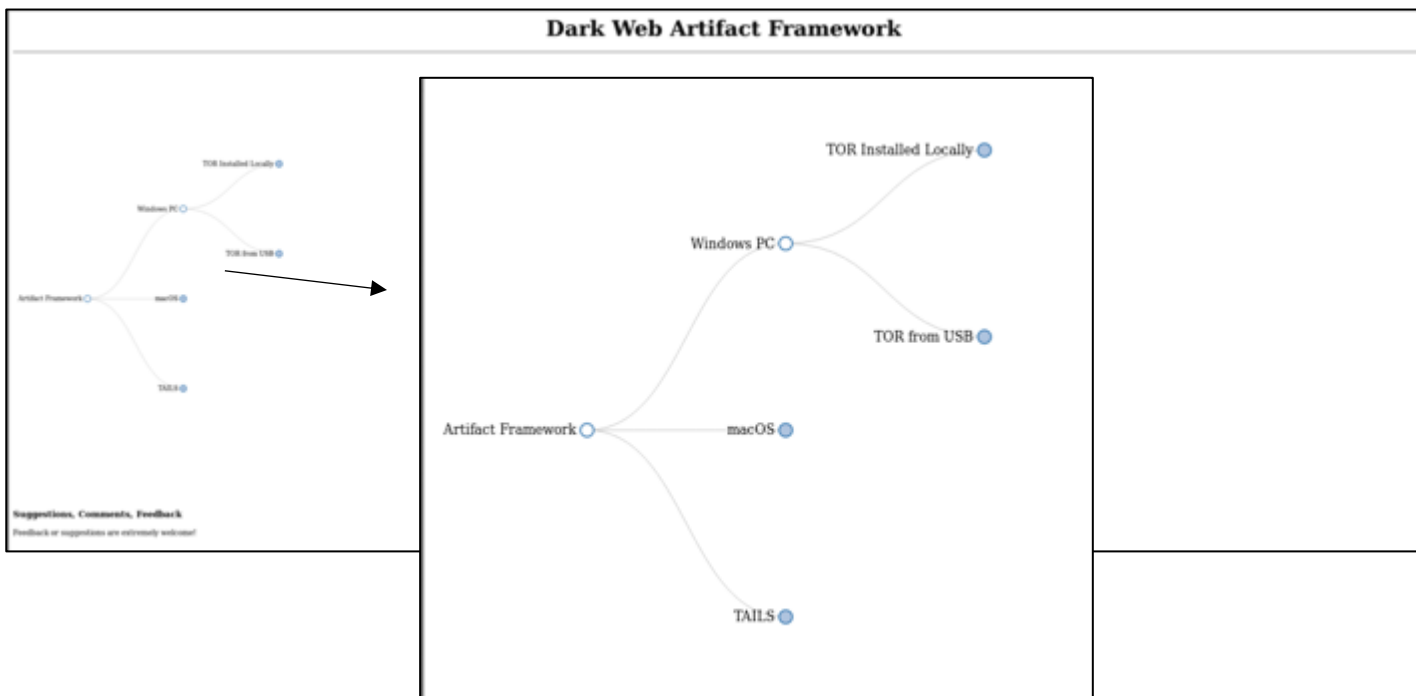 Dark Web Artifact Framework
TOR Installed Locally
Windows PC
TOR from USB
Artifact Framework
macOS
TAILS
Suggestions, Comments, Feedback
Feedback or suggestions are extremely welcome!
TOR Installed Locally
Windows PC
TOR from USB
Artifact Framework
macOS
TAILS